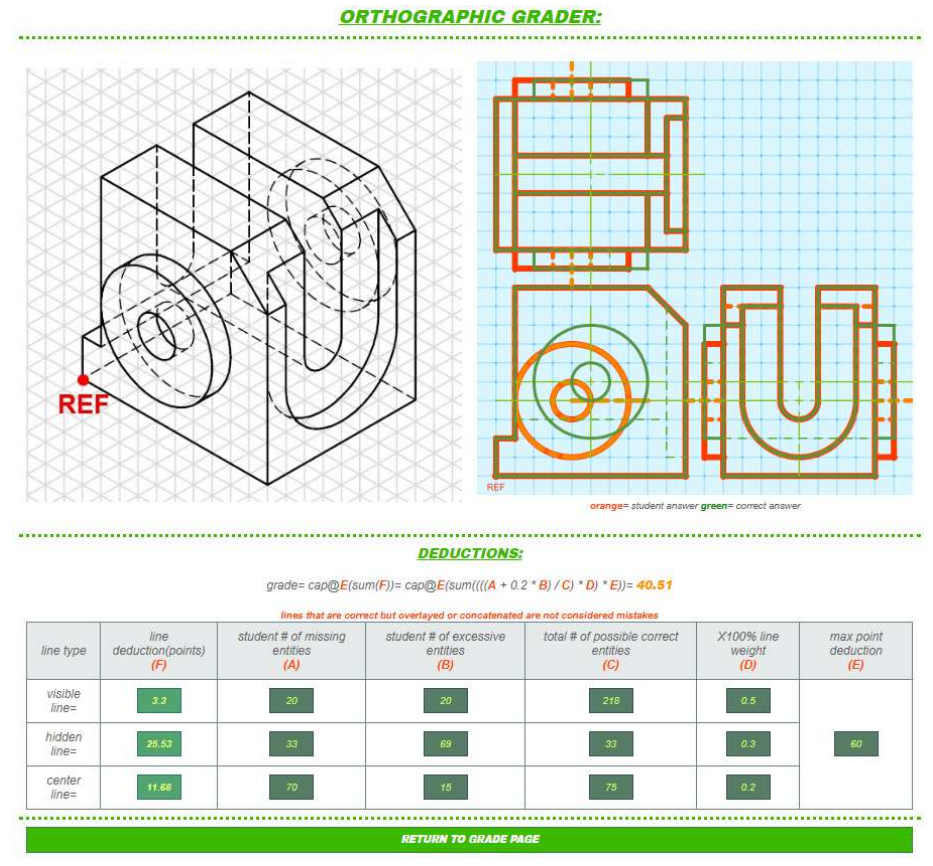 ORTHOGRAPHIC GRADER:
REF
REF
orange= student answer green= correct answer
DEDUCTIONS:
grade= cap@E(sum(F))= cap@E(sum((((A + 0.2 * B) / C) * D) * E))= 40.51
lines that are correct but overlayed or concatenated are not considered mistakes
line type
line
deduction(points)
(F)
student # of missing
entities
(A)
student # of excessive
entities
(B)
total # of possible correct
entities
(C)
X100% line
weight
(D)
max point
deduction
(E)
visible
line=
3.3
20
20
218
0.5
hidden
line=
25.53
33
69
33
0.3
60
center
line=
11.68
70
15
75
0.2
RETURN TO GRADE PAGE